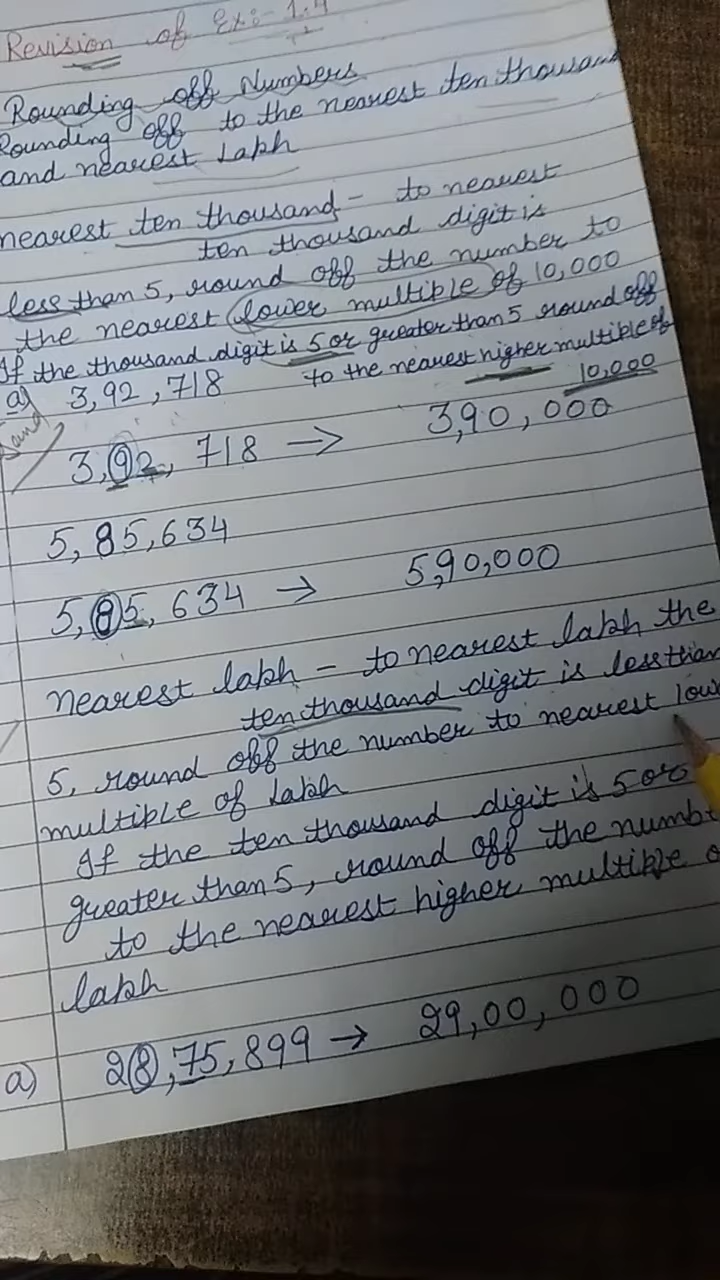 Revision of Ex:- 1.4
Rounding off Numbers
Rounding off to the nearest ten thousand
and nearest Lakh
nearest ten thousand - to nearest
ten thousand digit is
less than 5, round off the number to
the nearest lower multiple of 10,000
If the thousand digit is 5 or greater than 5 round off
to the nearest higher multiple of
10,000
a) 3,92,718
3,92,718 → 3,90,000
5,85,634
5,85,634 → 5,90,000
nearest lakh - to nearest lakh the
ten thousand digit is less than
5, round off the number to nearest low
multiple of Lakh
If the ten thousand digit is 5 or
greater than 5, round off the numb
to the nearest higher multiple o
lakh
a) 28,75,899 → 29,00,000